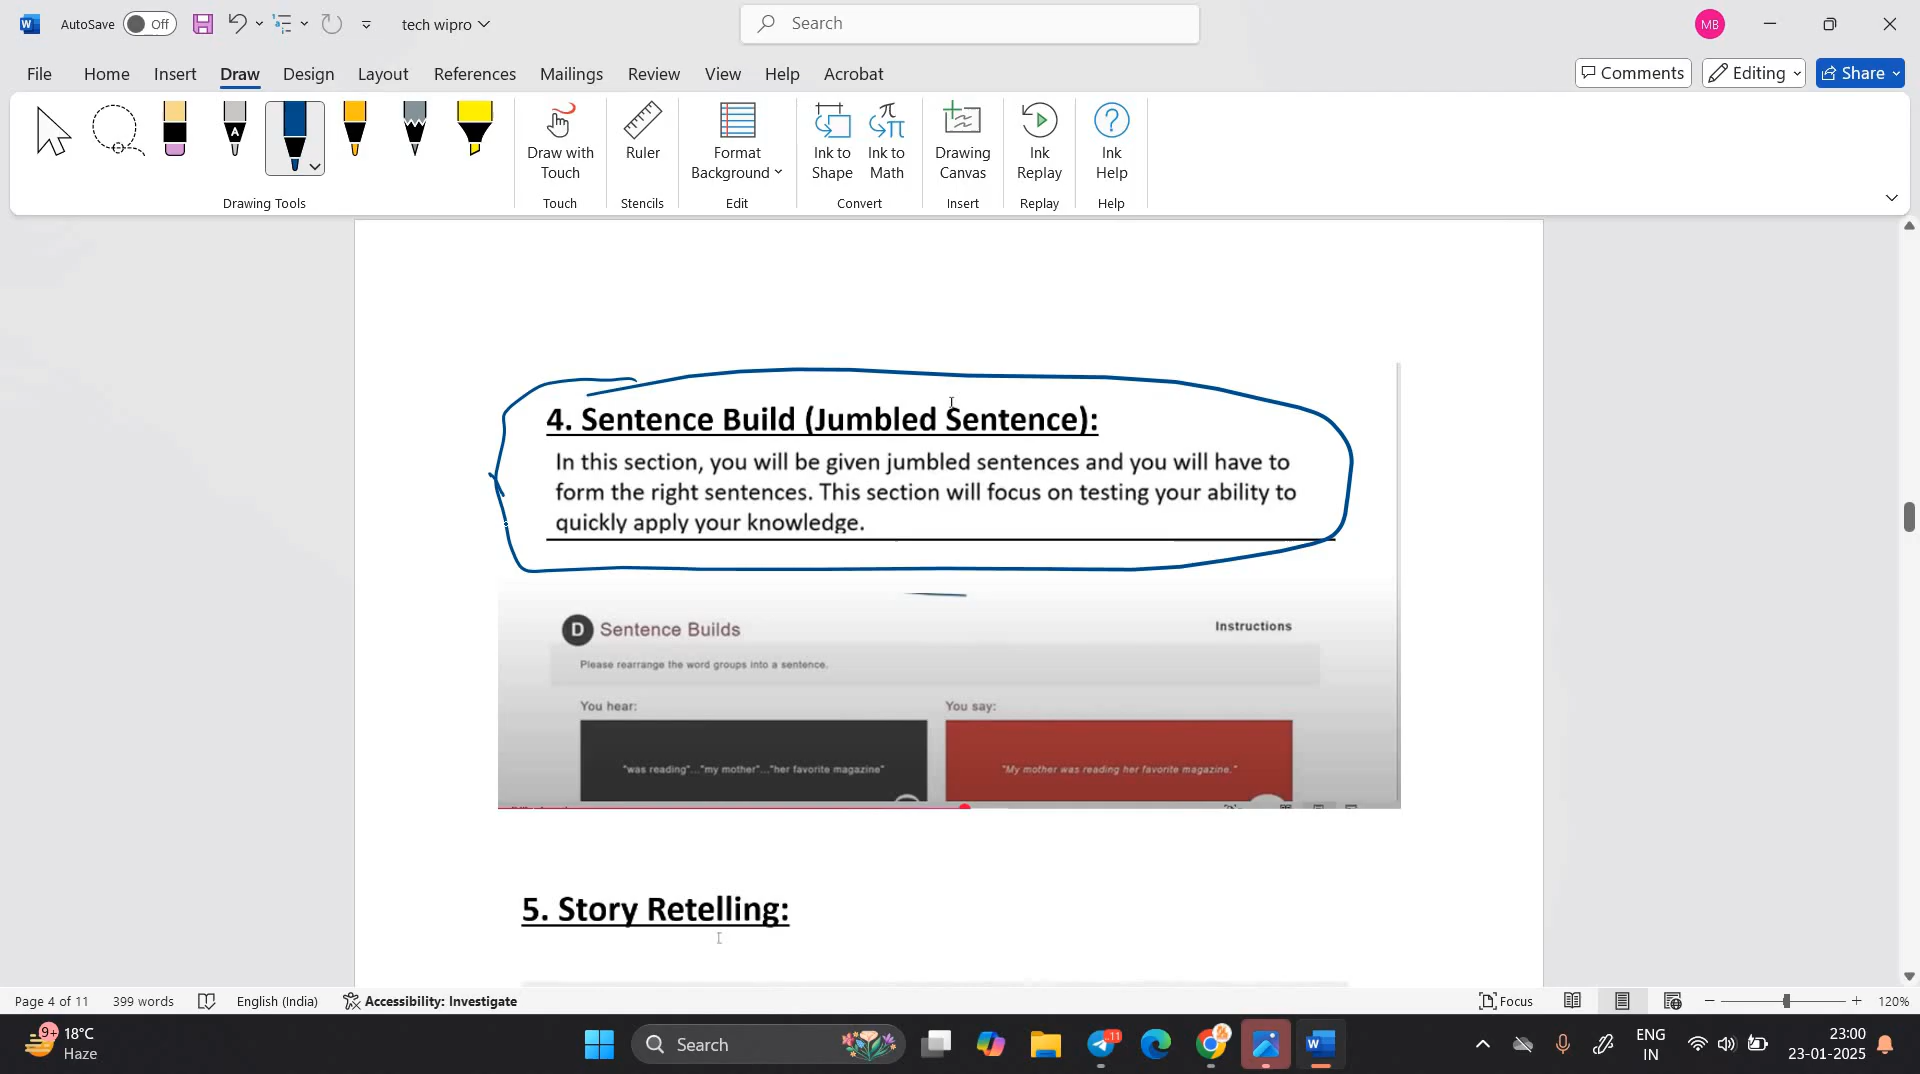 AutoSave Off tech wipro Search MB
File Home Insert Draw Design Layout References Mailings Review View Help Acrobat Comments Editing Share
A
Draw with Touch Ruler Format Background Ink to Shape Ink to Math Drawing Canvas Ink Replay Ink Help
Drawing Tools Touch Stencils Edit Convert Insert Replay Help
4. Sentence Build (Jumbled Sentence):
In this section, you will be given jumbled sentences and you will have to
form the right sentences. This section will focus on testing your ability to
quickly apply your knowledge.
D Sentence Builds Instructions
Please rearrange the word groups into a sentence.
You hear: You say:
"was reading"..."my mother"..."her favorite magazine" "My mother was reading her favorite magazine."
5. Story Retelling:
Page 4 of 11 399 words English (India) Accessibility: Investigate Focus 120%
9+ 18°C Haze Search 11 ENG IN 23:00 23-01-2025